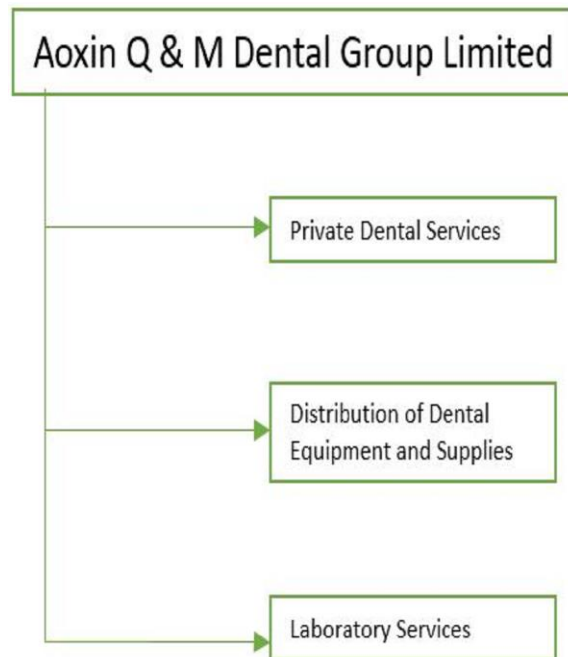 Aoxin Q & M Dental Group Limited
Private Dental Services
Distribution of Dental
Equipment and Supplies
Laboratory Services